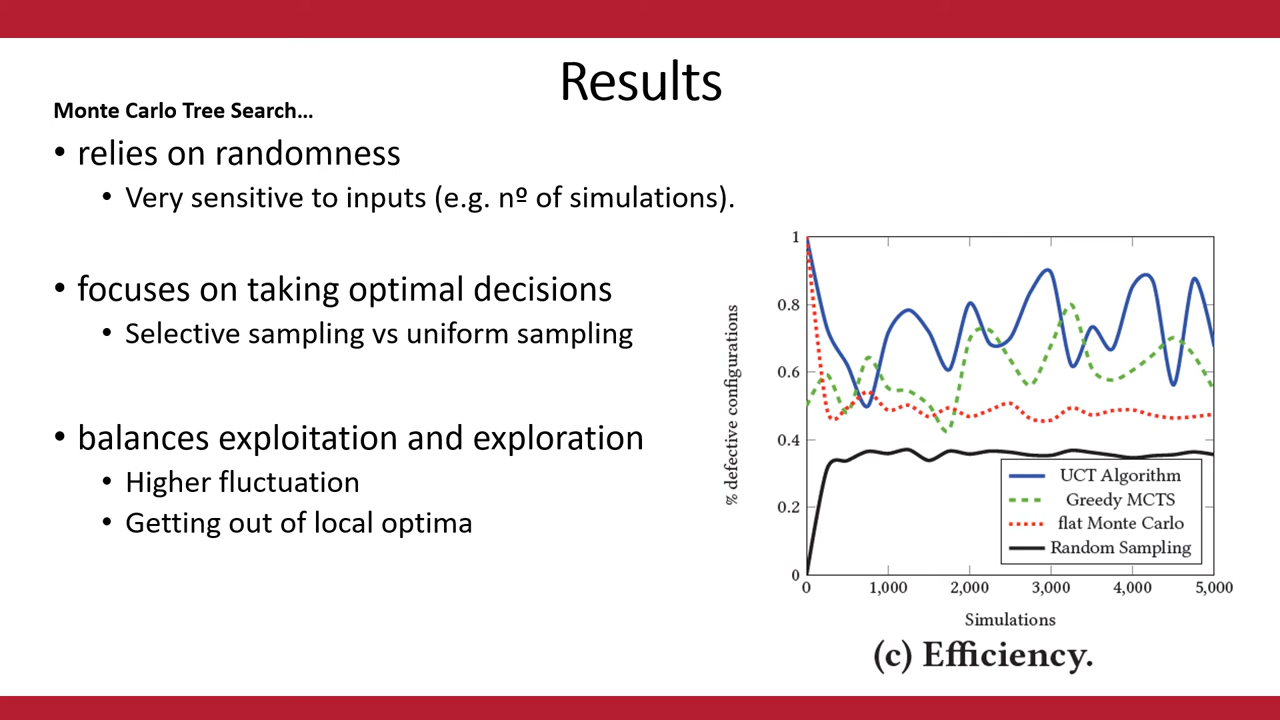 Results
Monte Carlo Tree Search…
• relies on randomness
• Very sensitive to inputs (e.g. nº of simulations).
• focuses on taking optimal decisions
• Selective sampling vs uniform sampling
• balances exploitation and exploration
• Higher fluctuation
• Getting out of local optima
% defective configurations
1
0.8
0.6
0.4
0.2
0
0 1,000 2,000 3,000 4,000 5,000
Simulations
UCT Algorithm
Greedy MCTS
flat Monte Carlo
Random Sampling
(c) Efficiency.